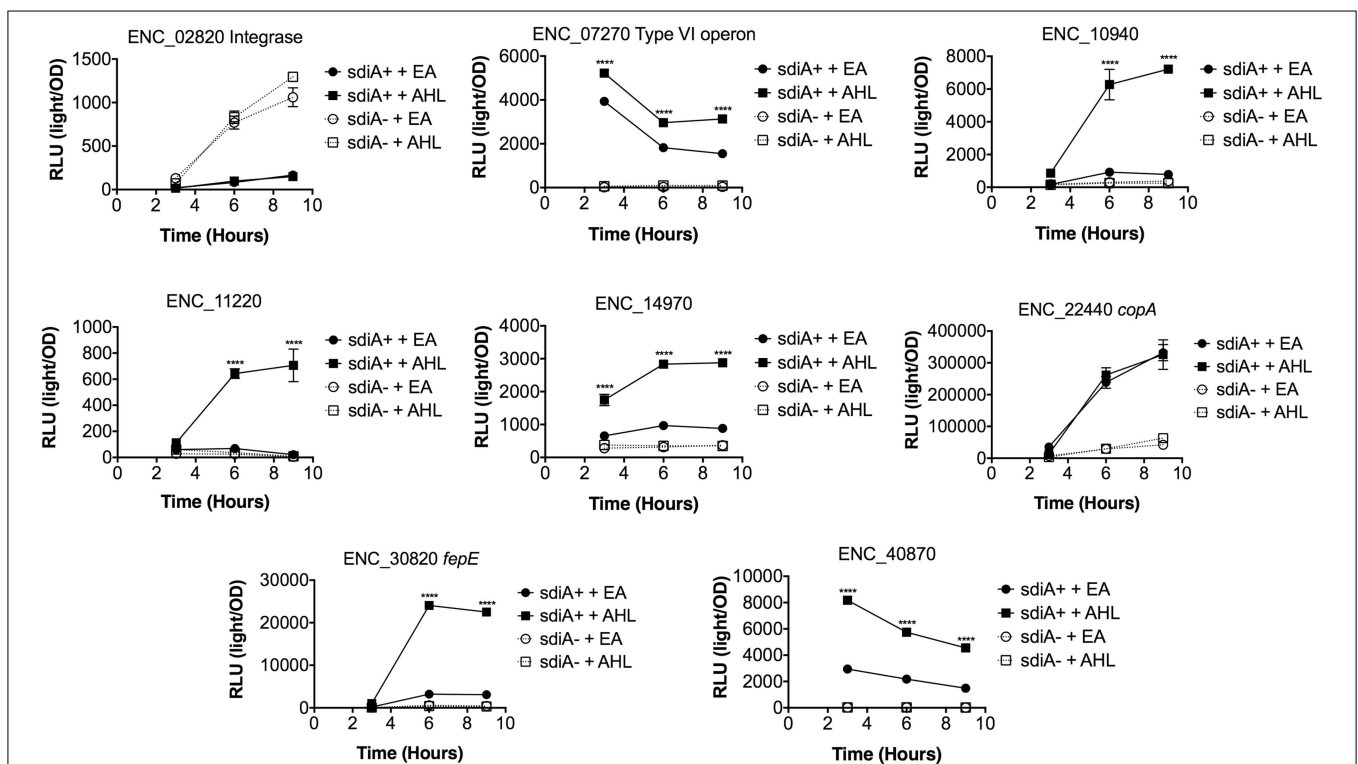 ENC_02820 Integrase
1500
1000
500
0
RLU (light/OD)
0 2 4 6 8 10
Time (Hours)
sdiA+ + EA
sdiA+ + AHL
sdiA- + EA
sdiA- + AHL
ENC_07270 Type VI operon
6000
4000
2000
0
RLU (light/OD)
**** **** ****
0 2 4 6 8 10
Time (Hours)
sdiA+ + EA
sdiA+ + AHL
sdiA- + EA
sdiA- + AHL
ENC_10940
8000
6000
4000
2000
0
RLU (light/OD)
**** ****
0 2 4 6 8 10
Time (Hours)
sdiA+ + EA
sdiA+ + AHL
sdiA- + EA
sdiA- + AHL
ENC_11220
1000
800
600
400
200
0
RLU (light/OD)
**** ****
0 2 4 6 8 10
Time (Hours)
sdiA+ + EA
sdiA+ + AHL
sdiA- + EA
sdiA- + AHL
ENC_14970
4000
3000
2000
1000
0
RLU (light/OD)
**** **** ****
0 2 4 6 8 10
Time (Hours)
sdiA+ + EA
sdiA+ + AHL
sdiA- + EA
sdiA- + AHL
ENC_22440 copA
400000
300000
200000
100000
0
RLU (light/OD)
0 2 4 6 8 10
Time (Hours)
sdiA+ + EA
sdiA+ + AHL
sdiA- + EA
sdiA- + AHL
ENC_30820 fepE
30000
20000
10000
0
RLU (light/OD)
**** ****
0 2 4 6 8 10
Time (Hours)
sdiA+ + EA
sdiA+ + AHL
sdiA- + EA
sdiA- + AHL
ENC_40870
10000
8000
6000
4000
2000
0
RLU (light/OD)
**** **** ****
0 2 4 6 8 10
Time (Hours)
sdiA+ + EA
sdiA+ + AHL
sdiA- + EA
sdiA- + AHL